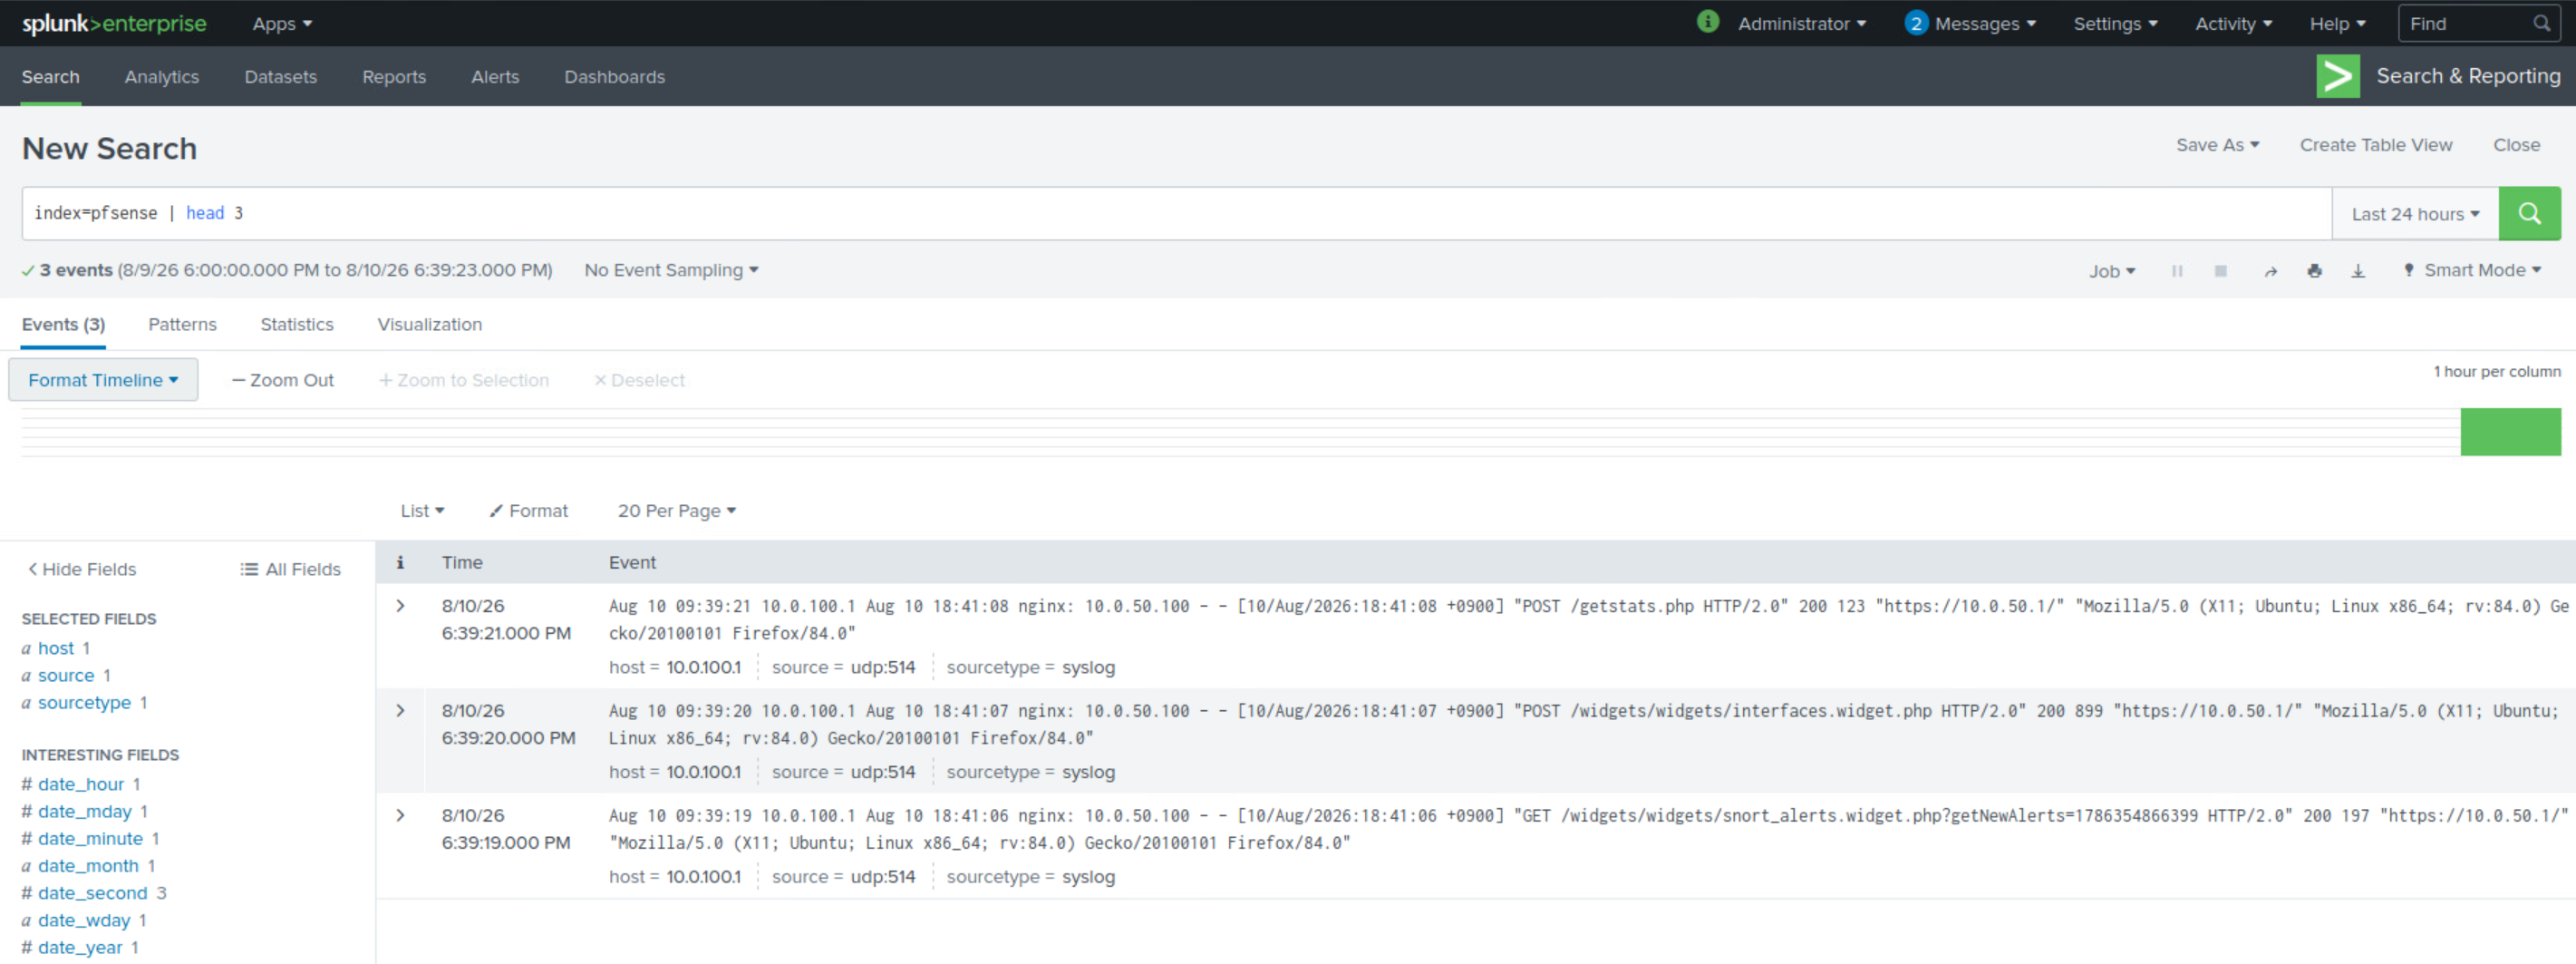 splunk>enterprise Apps
i Administrator 2 Messages Settings Activity Help Find
Search Analytics Datasets Reports Alerts Dashboards
> Search & Reporting
New Search
Save As Create Table View Close
index=pfsense | head 3
Last 24 hours
3 events (8/9/26 6:00:00.000 PM to 8/10/26 6:39:23.000 PM) No Event Sampling
Job Smart Mode
Events (3) Patterns Statistics Visualization
Format Timeline — Zoom Out + Zoom to Selection × Deselect
1 hour per column
List Format 20 Per Page
< Hide Fields All Fields
i Time Event
SELECTED FIELDS
a host 1
a source 1
a sourcetype 1
INTERESTING FIELDS
# date_hour 1
# date_mday 1
# date_minute 1
a date_month 1
# date_second 3
a date_wday 1
# date_year 1
> 8/10/26
6:39:21.000 PM
Aug 10 09:39:21 10.0.100.1 Aug 10 18:41:08 nginx: 10.0.50.100 - - [10/Aug/2026:18:41:08 +0900] "POST /getstats.php HTTP/2.0" 200 123 "https://10.0.50.1/" "Mozilla/5.0 (X11; Ubuntu; Linux x86_64; rv:84.0) Ge
cko/20100101 Firefox/84.0"
host = 10.0.100.1 source = udp:514 sourcetype = syslog
> 8/10/26
6:39:20.000 PM
Aug 10 09:39:20 10.0.100.1 Aug 10 18:41:07 nginx: 10.0.50.100 - - [10/Aug/2026:18:41:07 +0900] "POST /widgets/widgets/interfaces.widget.php HTTP/2.0" 200 899 "https://10.0.50.1/" "Mozilla/5.0 (X11; Ubuntu;
Linux x86_64; rv:84.0) Gecko/20100101 Firefox/84.0"
host = 10.0.100.1 source = udp:514 sourcetype = syslog
> 8/10/26
6:39:19.000 PM
Aug 10 09:39:19 10.0.100.1 Aug 10 18:41:06 nginx: 10.0.50.100 - - [10/Aug/2026:18:41:06 +0900] "GET /widgets/widgets/snort_alerts.widget.php?getNewAlerts=1786354866399 HTTP/2.0" 200 197 "https://10.0.50.1/"
"Mozilla/5.0 (X11; Ubuntu; Linux x86_64; rv:84.0) Gecko/20100101 Firefox/84.0"
host = 10.0.100.1 source = udp:514 sourcetype = syslog